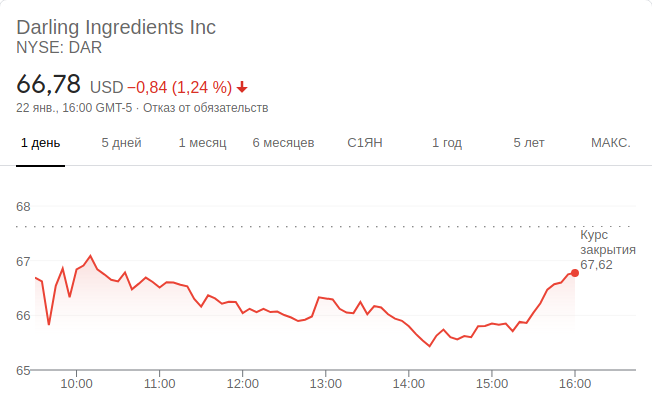 Darling Ingredients Inc
NYSE: DAR
66,78 USD −0,84 (1,24 %)
22 янв., 16:00 GMT-5 · Отказ от обязательств
1 день 5 дней 1 месяц 6 месяцев С1ЯН 1 год 5 лет МАКС.
68
Курс
закрытия
67,62
67
66
65
10:00 11:00 12:00 13:00 14:00 15:00 16:00